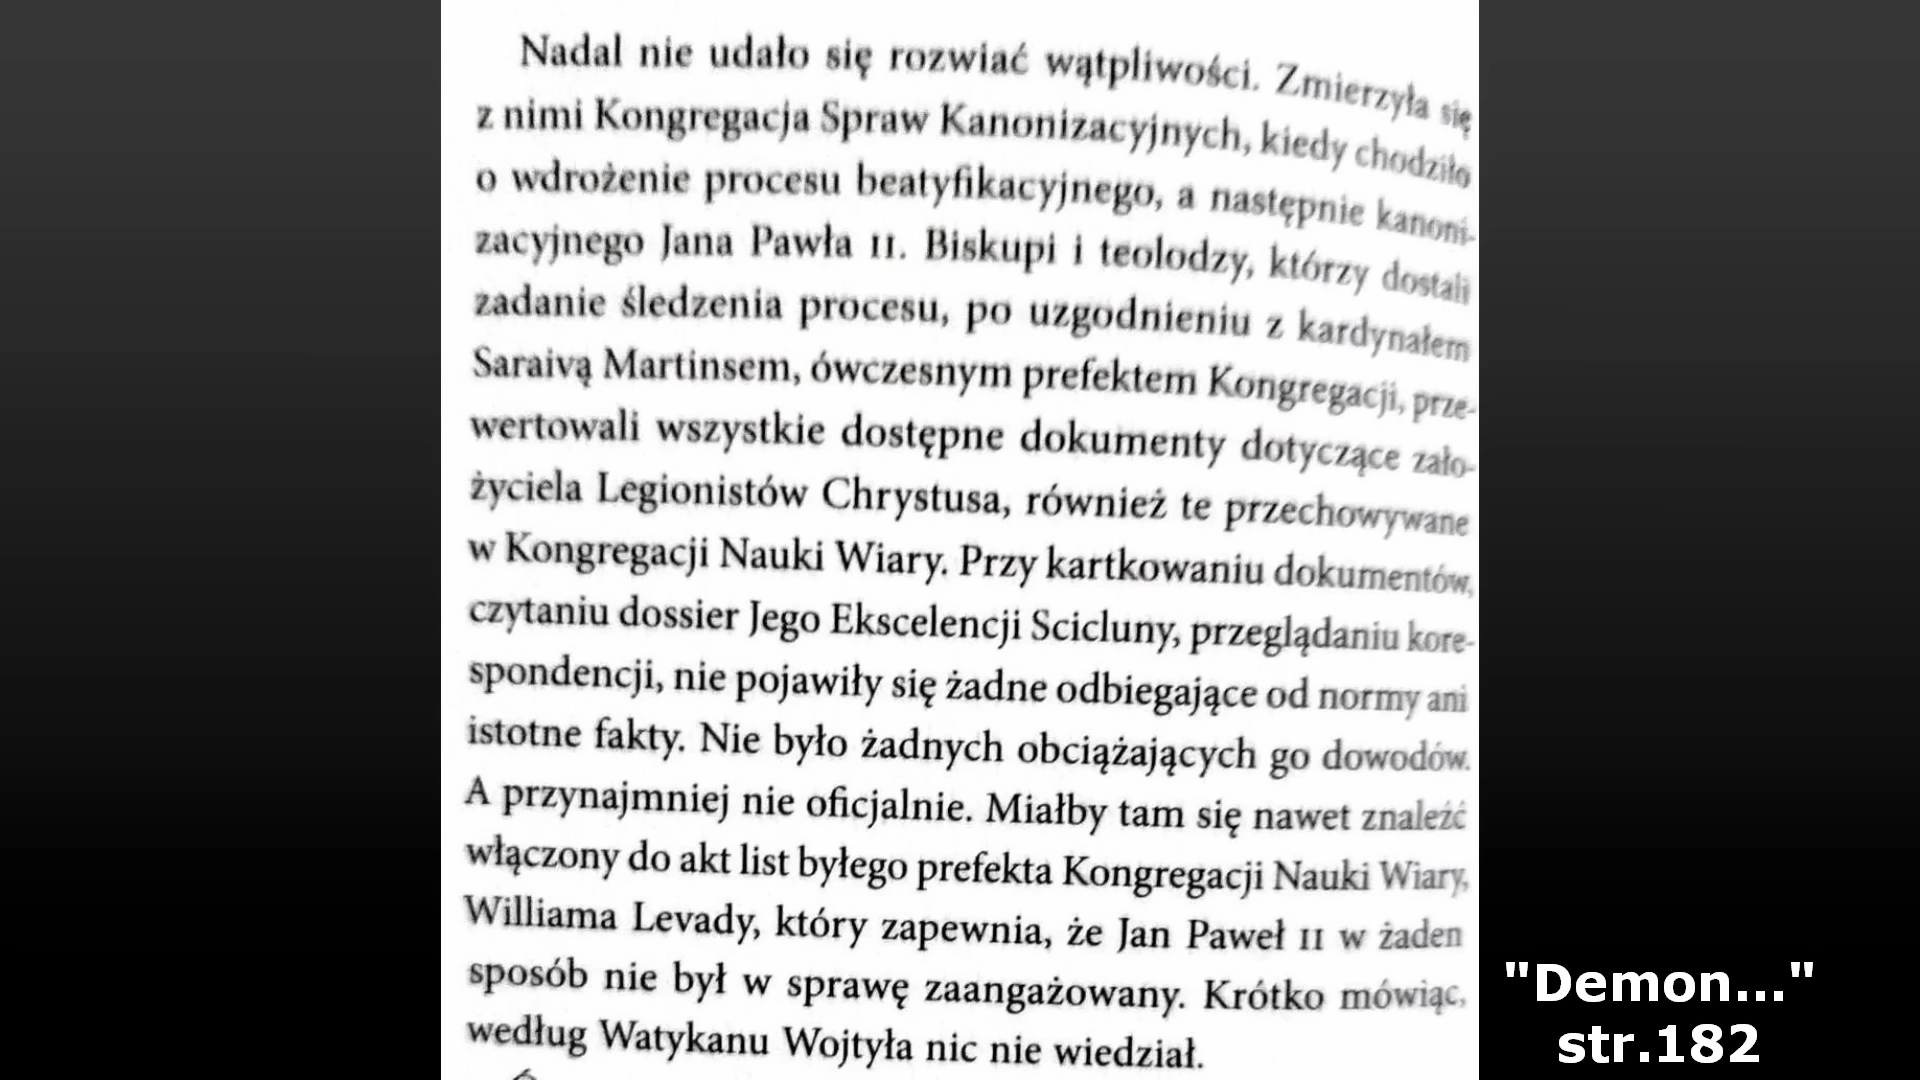 Nadal nie udało się rozwiać wątpliwości. Zmierzyła się
z nimi Kongregacja Spraw Kanonizacyjnych, kiedy chodziło
o wdrożenie procesu beatyfikacyjnego, a następnie kanoni-
zacyjnego Jana Pawła II. Biskupi i teolodzy, którzy dostali
zadanie śledzenia procesu, po uzgodnieniu z kardynałem
Saraivą Martinsem, ówczesnym prefektem Kongregacji, prze-
wertowali wszystkie dostępne dokumenty dotyczące zało-
życiela Legionistów Chrystusa, również te przechowywane
w Kongregacji Nauki Wiary. Przy kartkowaniu dokumentów,
czytaniu dossier Jego Ekscelencji Scicluny, przeglądaniu kore-
spondencji, nie pojawiły się żadne odbiegające od normy ani
istotne fakty. Nie było żadnych obciążających go dowodów.
A przynajmniej nie oficjalnie. Miałby tam się nawet znaleźć
włączony do akt list byłego prefekta Kongregacji Nauki Wiary,
Williama Levady, który zapewnia, że Jan Paweł II w żaden
sposób nie był w sprawę zaangażowany. Krótko mówiąc,
według Watykanu Wojtyła nic nie wiedział.
"Demon..."
str.182